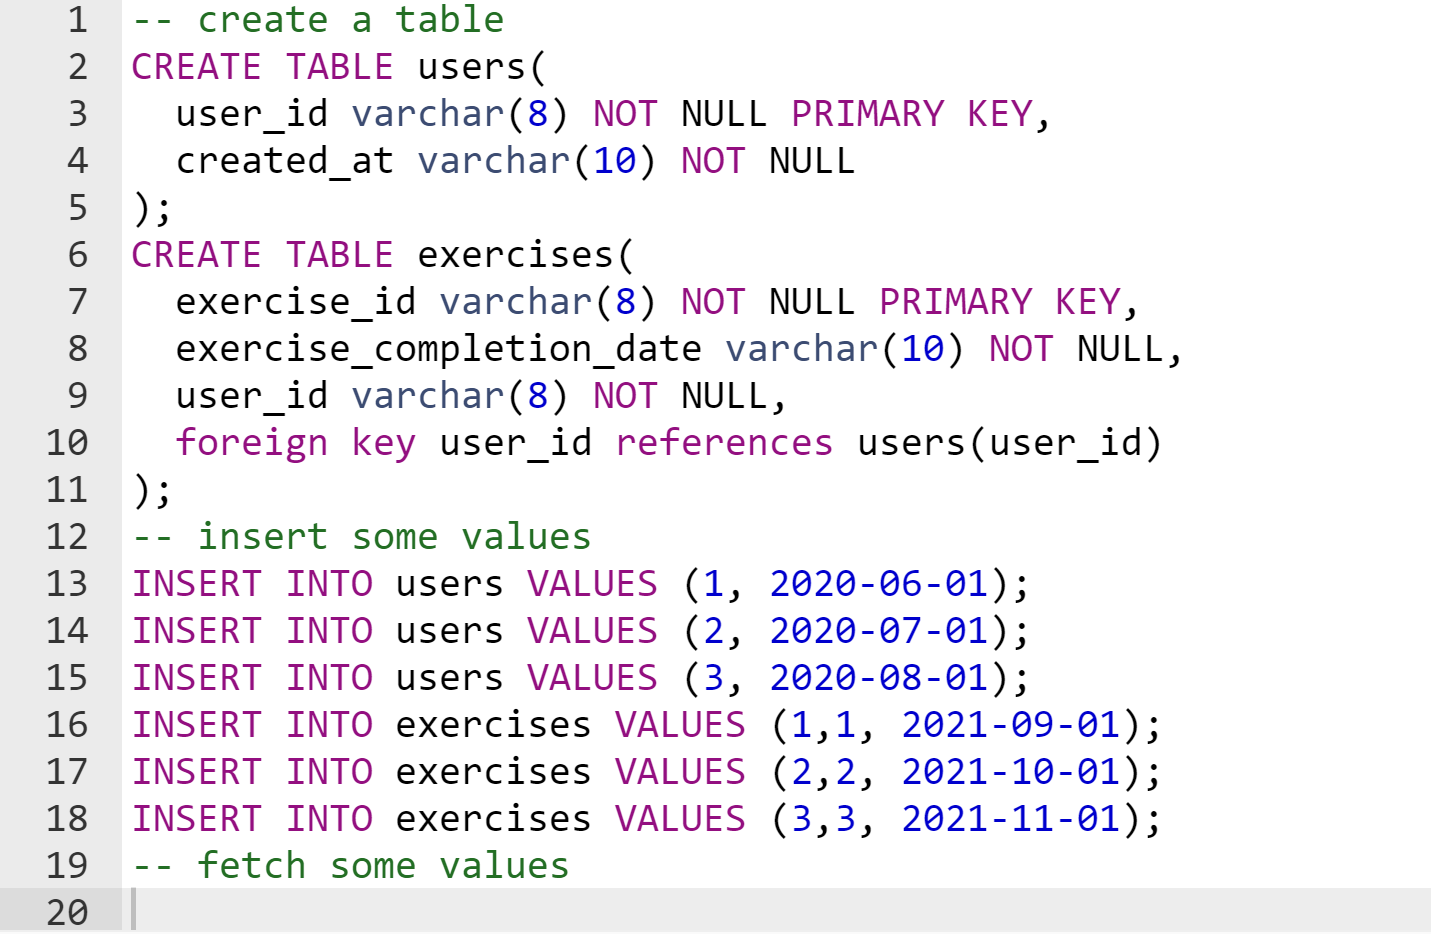 1 -- create a table
2 CREATE TABLE users(
3 user_id varchar(8) NOT NULL PRIMARY KEY,
4 created_at varchar(10) NOT NULL
5 );
6 CREATE TABLE exercises(
7 exercise_id varchar(8) NOT NULL PRIMARY KEY,
8 exercise_completion_date varchar(10) NOT NULL,
9 user_id varchar(8) NOT NULL,
10 foreign key user_id references users(user_id)
11 );
12 -- insert some values
13 INSERT INTO users VALUES (1, 2020-06-01);
14 INSERT INTO users VALUES (2, 2020-07-01);
15 INSERT INTO users VALUES (3, 2020-08-01);
16 INSERT INTO exercises VALUES (1,1, 2021-09-01);
17 INSERT INTO exercises VALUES (2,2, 2021-10-01);
18 INSERT INTO exercises VALUES (3,3, 2021-11-01);
19 -- fetch some values
20